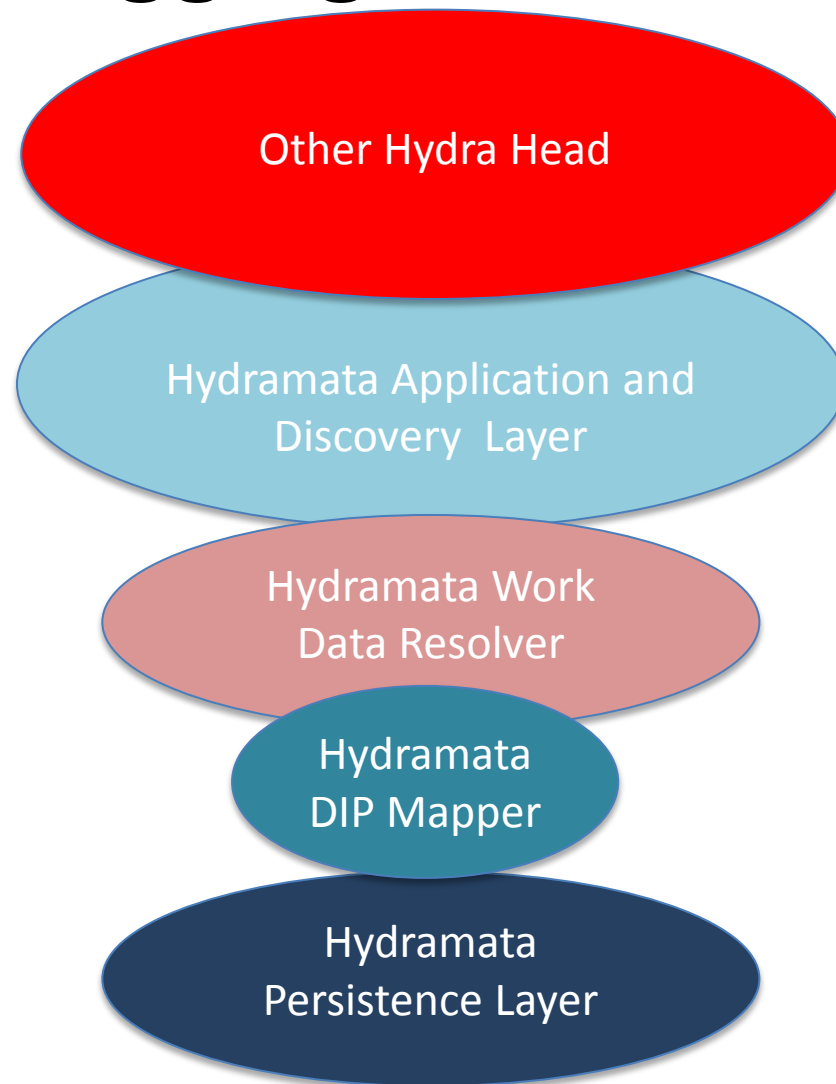 Other Hydra Head
Hydramata Application and
Discovery Layer
Hydramata Work
Data Resolver
Hydramata
DIP Mapper
Hydramata
Persistence Layer